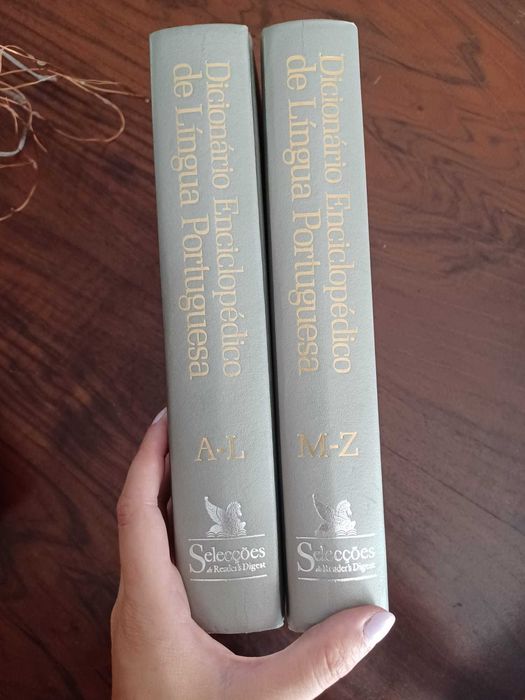 Dicionário Enciclopédico
de Língua Portuguesa
A-L
Selecções
do Reader's Digest
Dicionário Enciclopédico
de Língua Portuguesa
M-Z
Selecções
do Reader's Digest